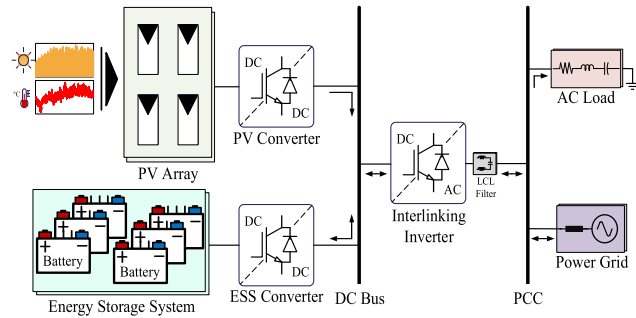 °C
PV Array
DC
DC
PV Converter
Battery
Battery
Energy Storage System
DC
DC
ESS Converter
DC Bus
DC
AC
Interlinking
Inverter
LCL
Filter
PCC
AC Load
Power Grid